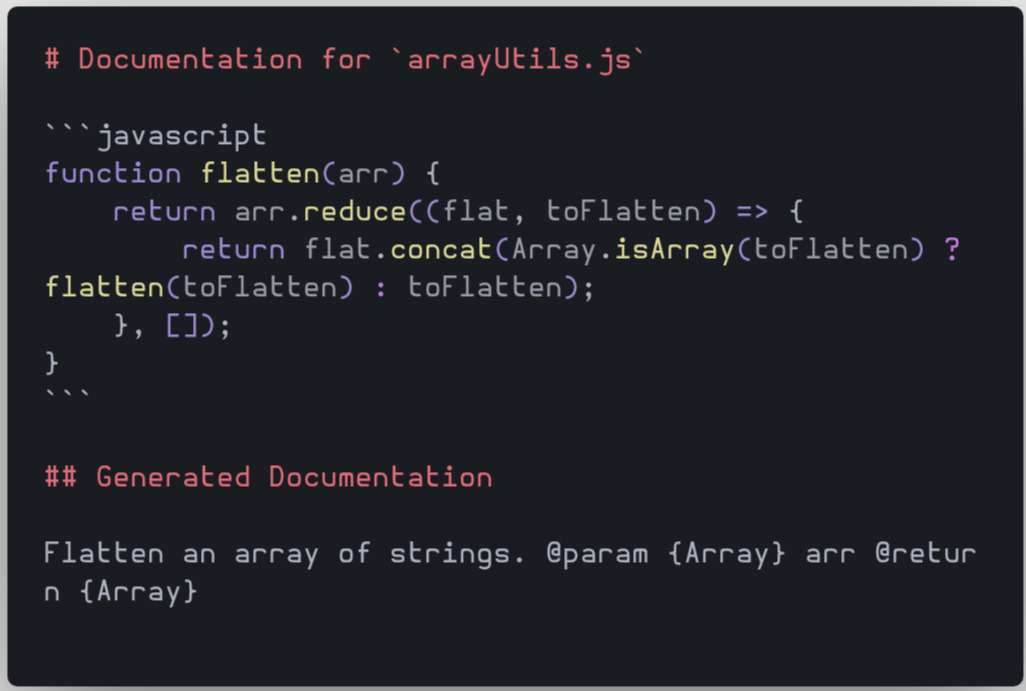 # Documentation for `arrayUtils.js`

```javascript
function flatten(arr) {
    return arr.reduce((flat, toFlatten) => {
        return flat.concat(Array.isArray(toFlatten) ?
flatten(toFlatten) : toFlatten);
    }, []);
}
```

## Generated Documentation

Flatten an array of strings. @param {Array} arr @retur
n {Array}